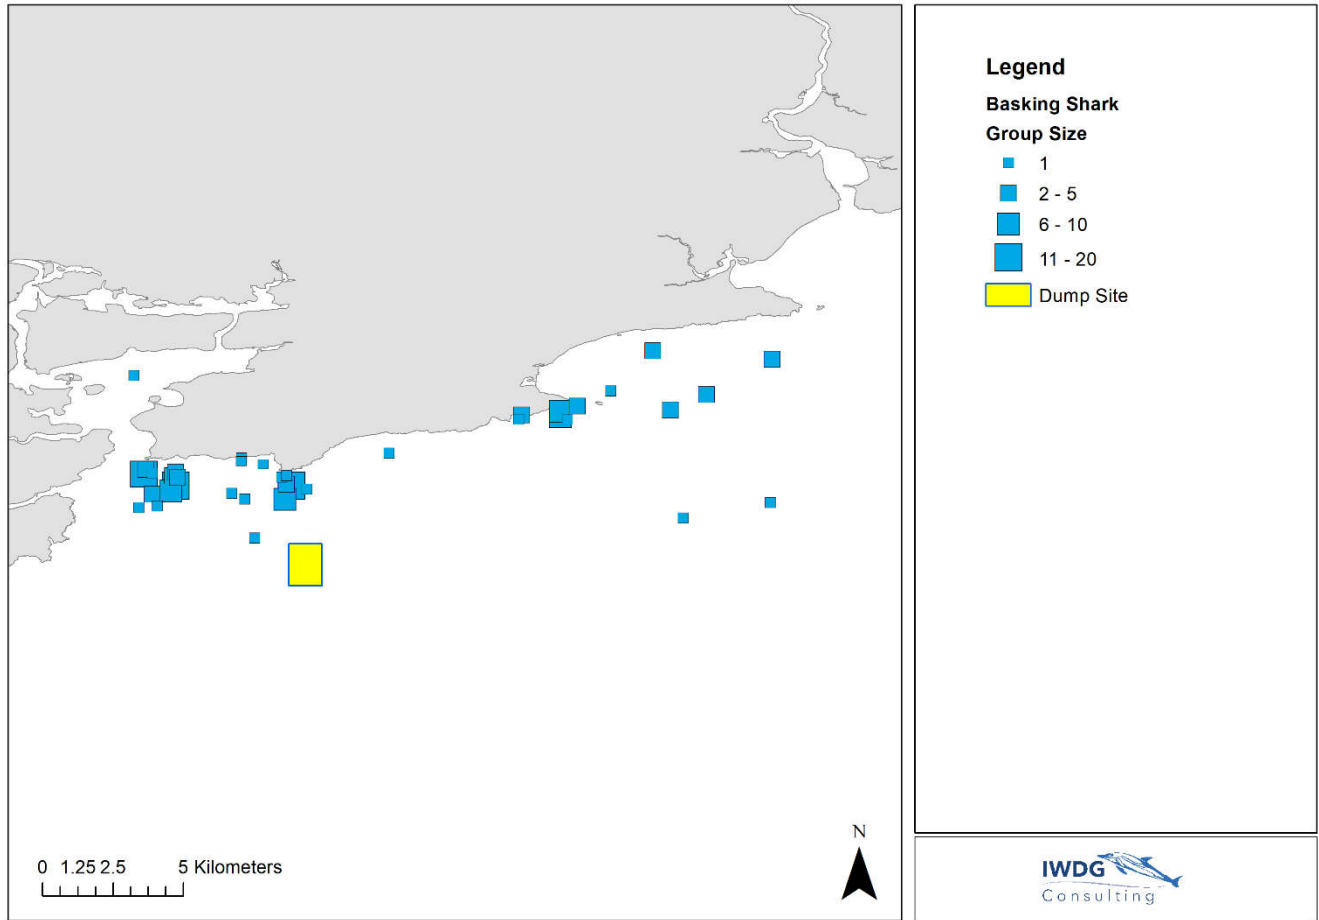 Legend
Basking Shark
Group Size
1
2 - 5
6 - 10
11 - 20
Dump Site
N
0 1.25 2.5 5 Kilometers
IWDG
Consulting